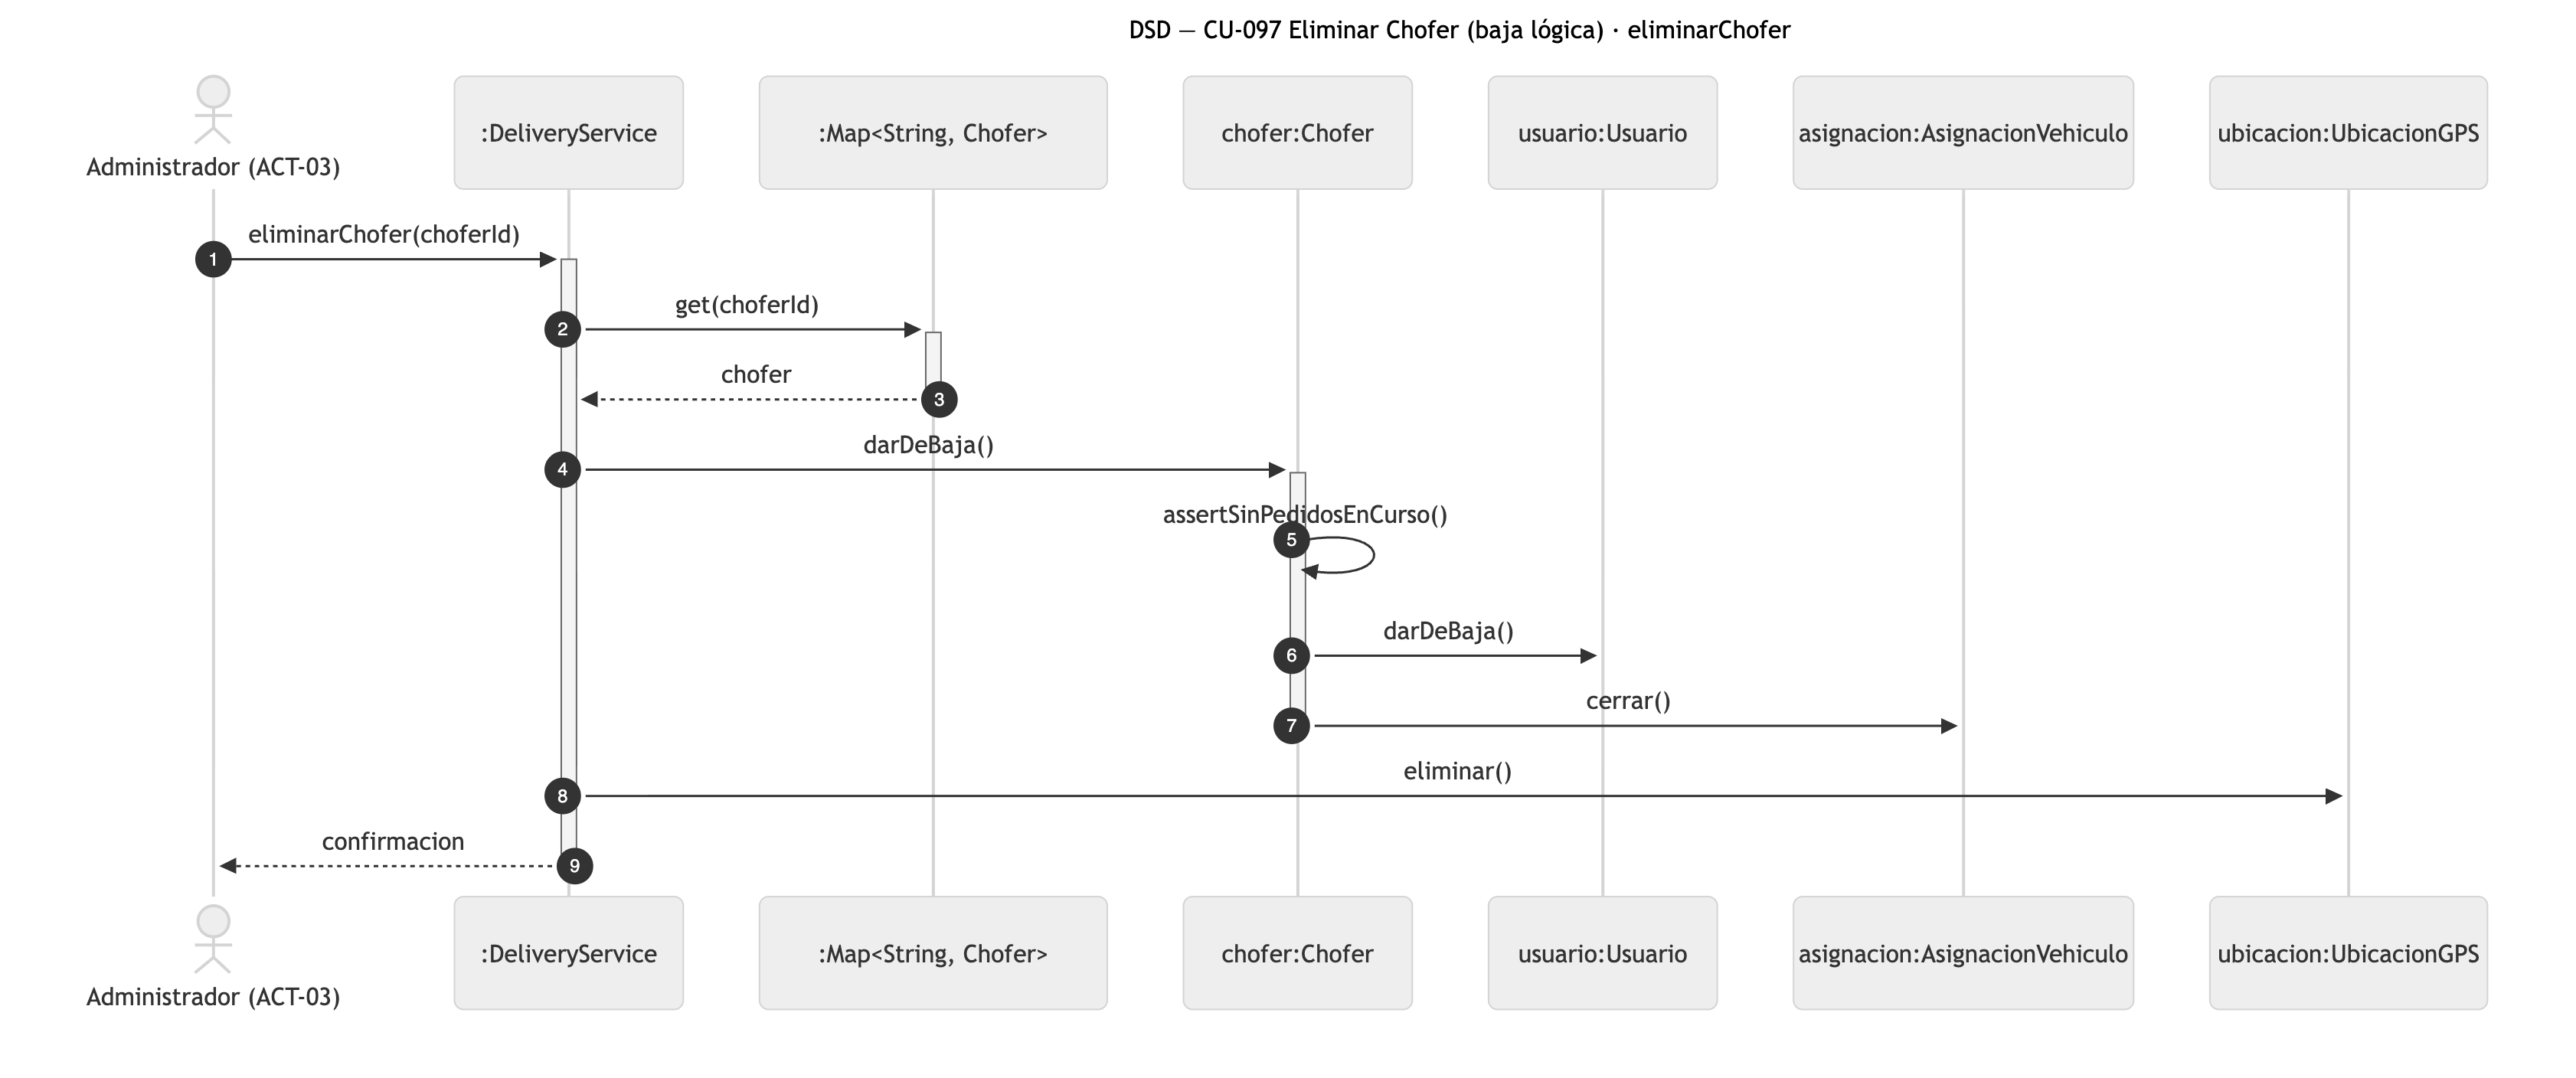 DSD — CU-097 Eliminar Chofer (baja lógica) · eliminarChofer
Administrador (ACT-03)
:DeliveryService
:Map<String, Chofer>
chofer:Chofer
usuario:Usuario
asignacion:AsignacionVehiculo
ubicacion:UbicacionGPS
eliminarChofer(choferId)
1
get(choferId)
2
chofer
3
darDeBaja()
4
assertSinPedidosEnCurso()
5
darDeBaja()
6
cerrar()
7
eliminar()
8
confirmacion
9
Administrador (ACT-03)
:DeliveryService
:Map<String, Chofer>
chofer:Chofer
usuario:Usuario
asignacion:AsignacionVehiculo
ubicacion:UbicacionGPS